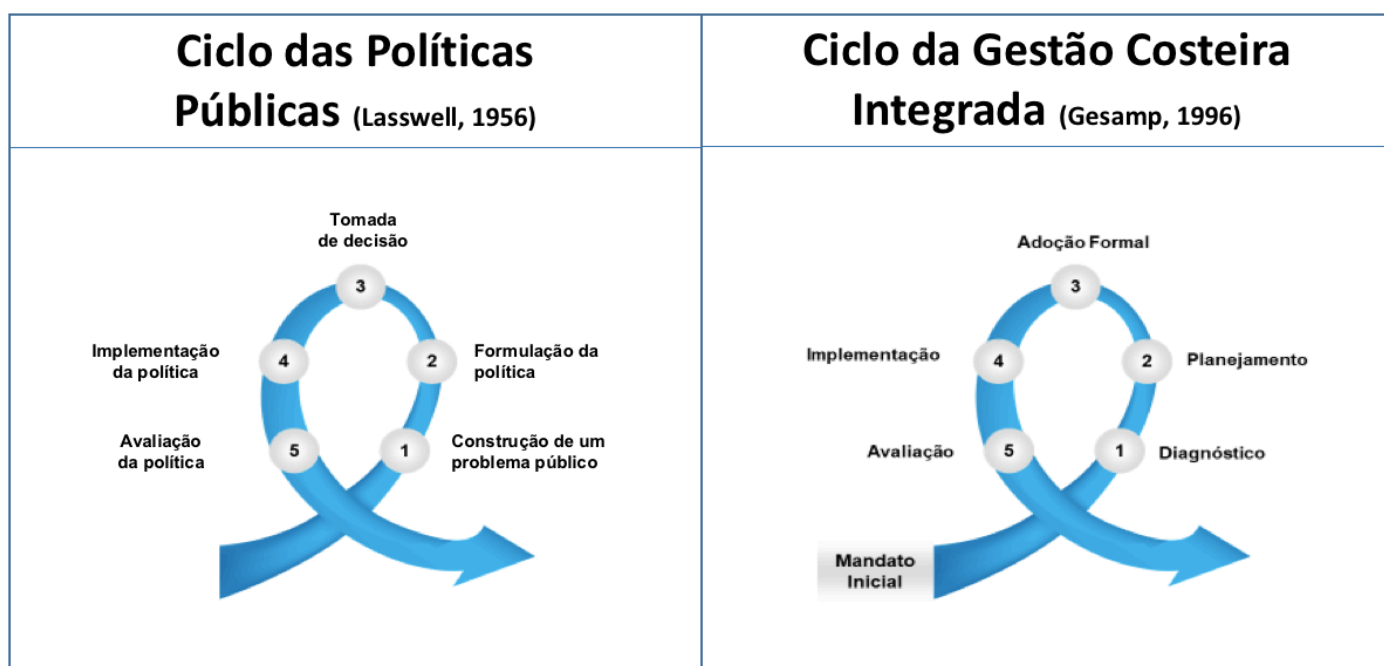 Ciclo das Políticas
Públicas (Lasswell, 1956)
Tomada
de decisão
3
Implementação
da política
4
2
Formulação da
política
Avaliação
da política
5
1
Construção de um
problema público
Ciclo da Gestão Costeira
Integrada (Gesamp, 1996)
Adoção Formal
3
Implementação
4
2
Planejamento
Avaliação
5
1
Diagnóstico
Mandato
Inicial